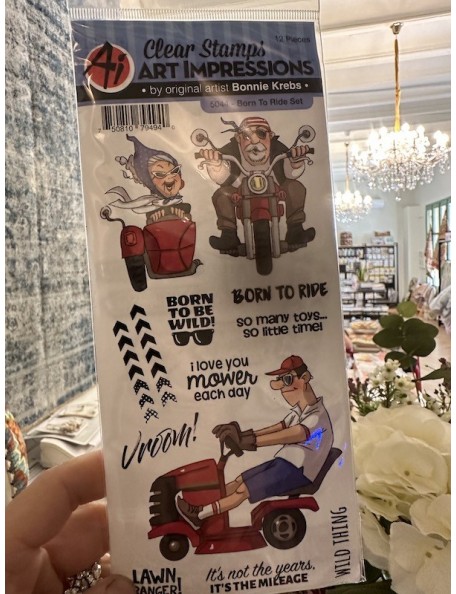 Ai
Clear Stamps
12 Pieces
ART IMPRESSIONS
• by original artist Bonnie Krebs •
Born To Ride Set
BORN
TO BE
WILD!
BORN TO RIDE
so many toys...
so little time!
i love you
mower
each day
Vroom!
WILD THING
LAWN
RANGER!
It's not the years,
IT'S THE MILEAGE